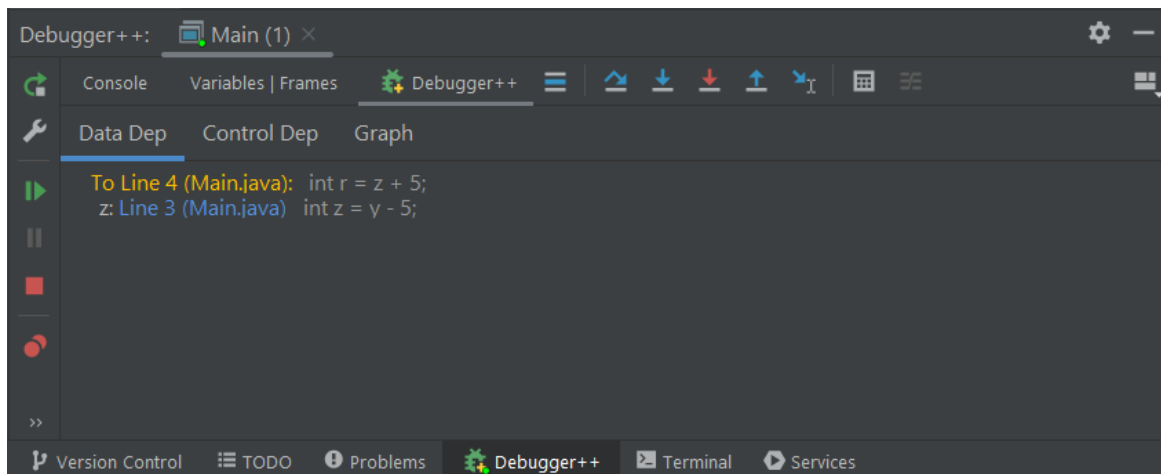 Debugger++: Main (1)
Console Variables | Frames Debugger++
Data Dep Control Dep Graph
To Line 4 (Main.java): int r = z + 5;
z: Line 3 (Main.java) int z = y - 5;
Version Control TODO Problems Debugger++ Terminal Services